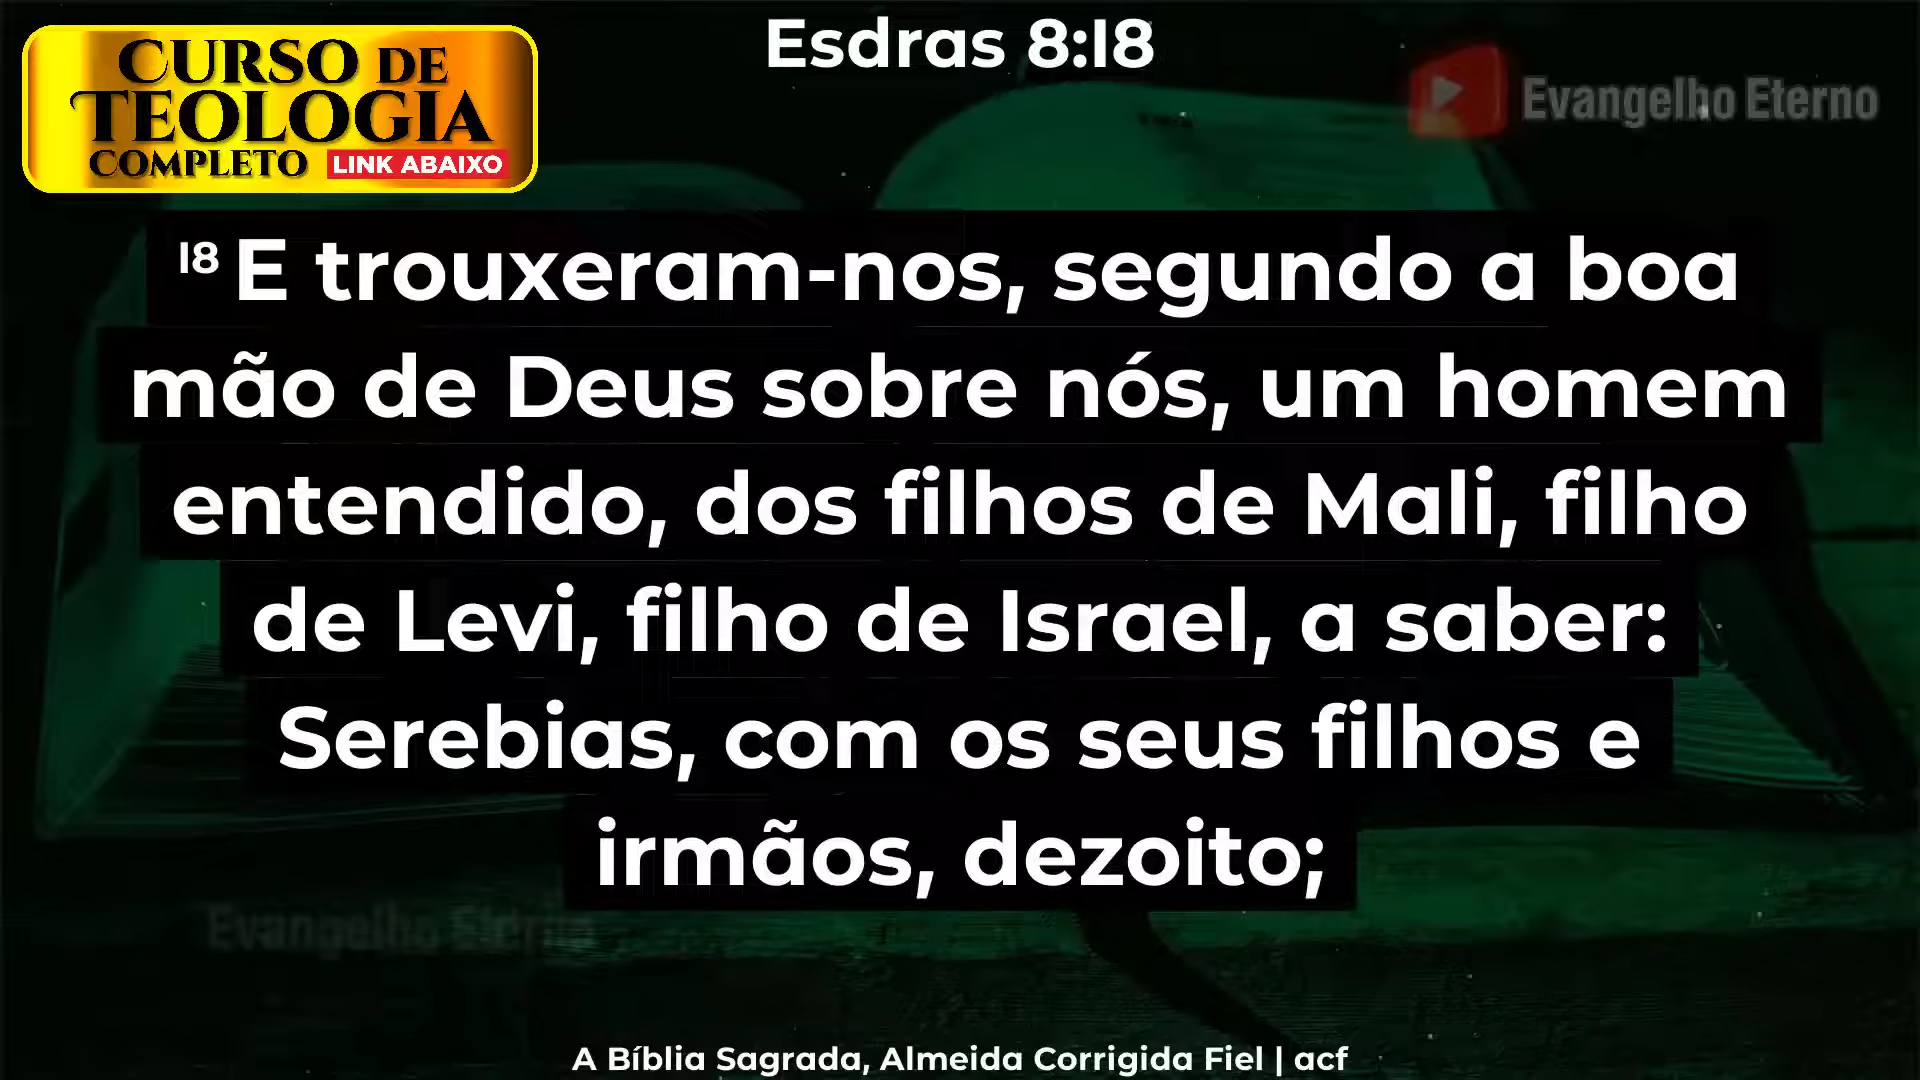 Esdras 8:18
CURSO DE
TEOLOGIA
COMPLETO LINK ABAIXO
Evangelho Eterno
18 E trouxeram-nos, segundo a boa
mão de Deus sobre nós, um homem
entendido, dos filhos de Mali, filho
de Levi, filho de Israel, a saber:
Serebias, com os seus filhos e
irmãos, dezoito;
Evangelho Eterno
A Bíblia Sagrada, Almeida Corrigida Fiel | acf